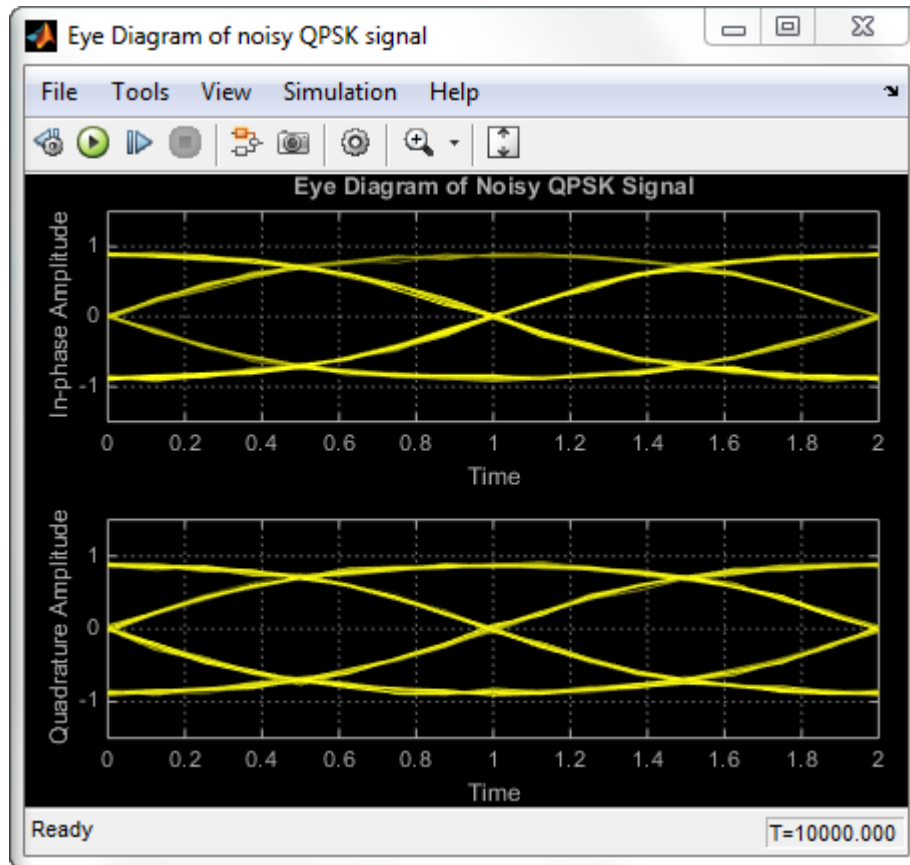 Eye Diagram of noisy QPSK signal
File Tools View Simulation Help
Eye Diagram of Noisy QPSK Signal
In-phase Amplitude
1
0
-1
0 0.2 0.4 0.6 0.8 1 1.2 1.4 1.6 1.8 2
Time
Quadrature Amplitude
1
0
-1
0 0.2 0.4 0.6 0.8 1 1.2 1.4 1.6 1.8 2
Time
Ready T=10000.000